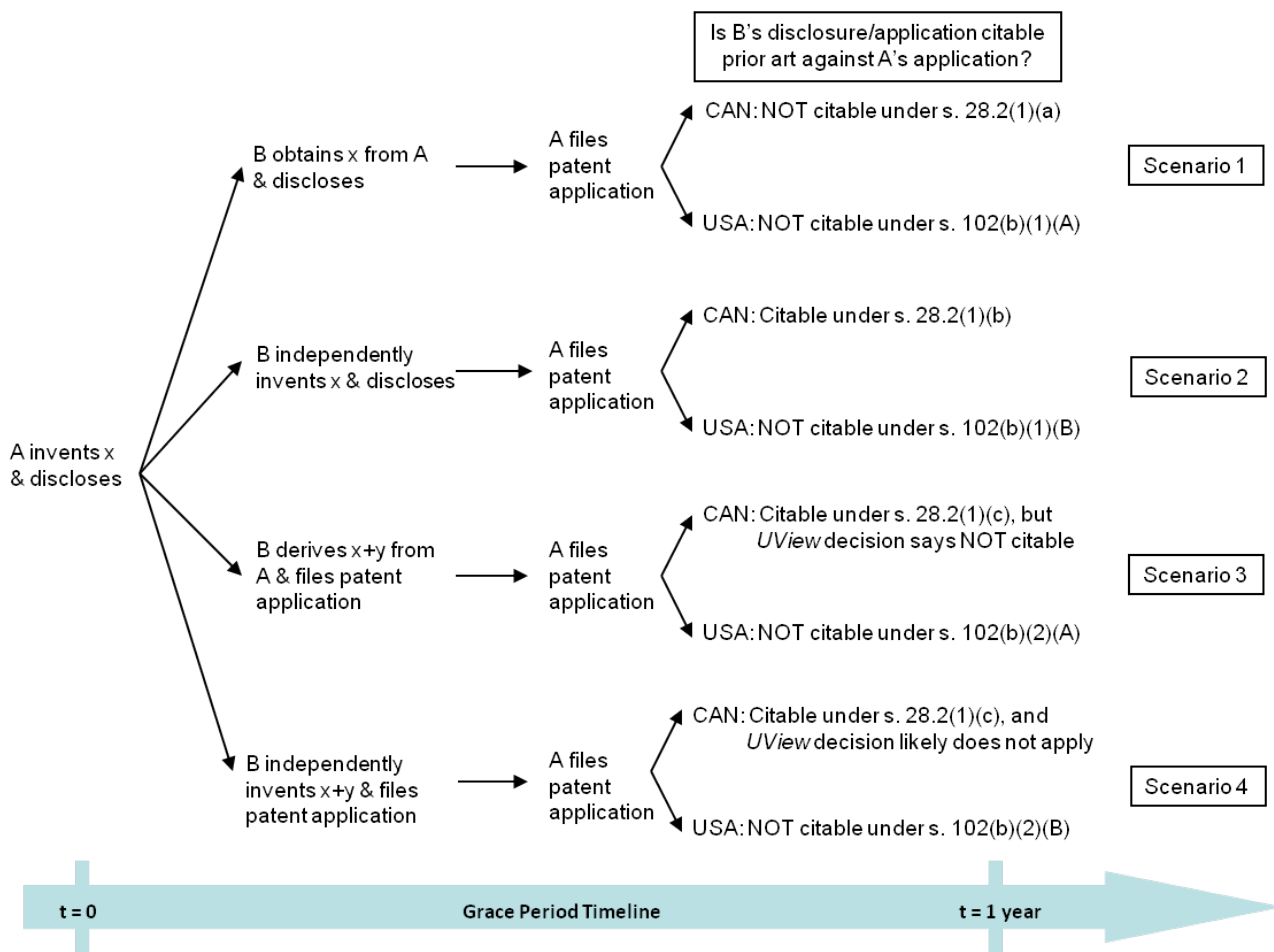 Is B's disclosure/application citable
prior art against A's application?
A invents x
& discloses
B obtains x from A
& discloses
A files
patent
application
CAN: NOT citable under s. 28.2(1)(a)
USA: NOT citable under s. 102(b)(1)(A)
Scenario 1
B independently
invents x & discloses
A files
patent
application
CAN: Citable under s. 28.2(1)(b)
USA: NOT citable under s. 102(b)(1)(B)
Scenario 2
B derives x+y from
A & files patent
application
A files
patent
application
CAN: Citable under s. 28.2(1)(c), but
UView decision says NOT citable
USA: NOT citable under s. 102(b)(2)(A)
Scenario 3
B independently
invents x+y & files
patent application
A files
patent
application
CAN: Citable under s. 28.2(1)(c), and
UView decision likely does not apply
USA: NOT citable under s. 102(b)(2)(B)
Scenario 4
t = 0
Grace Period Timeline
t = 1 year